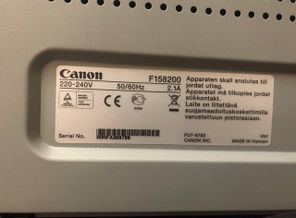 Canon
F158200
220-240V
50/60Hz
2.1A
Apparaten skall anslutas till
jordat uttag.
Apparatet må tilkoples jordet
stikkontakt.
Laite on liitettävä
suojamaadoituskoskettimilla
varustettuun pistorasiaan.
Serial No.
CANON INC.
Made in Vietnam